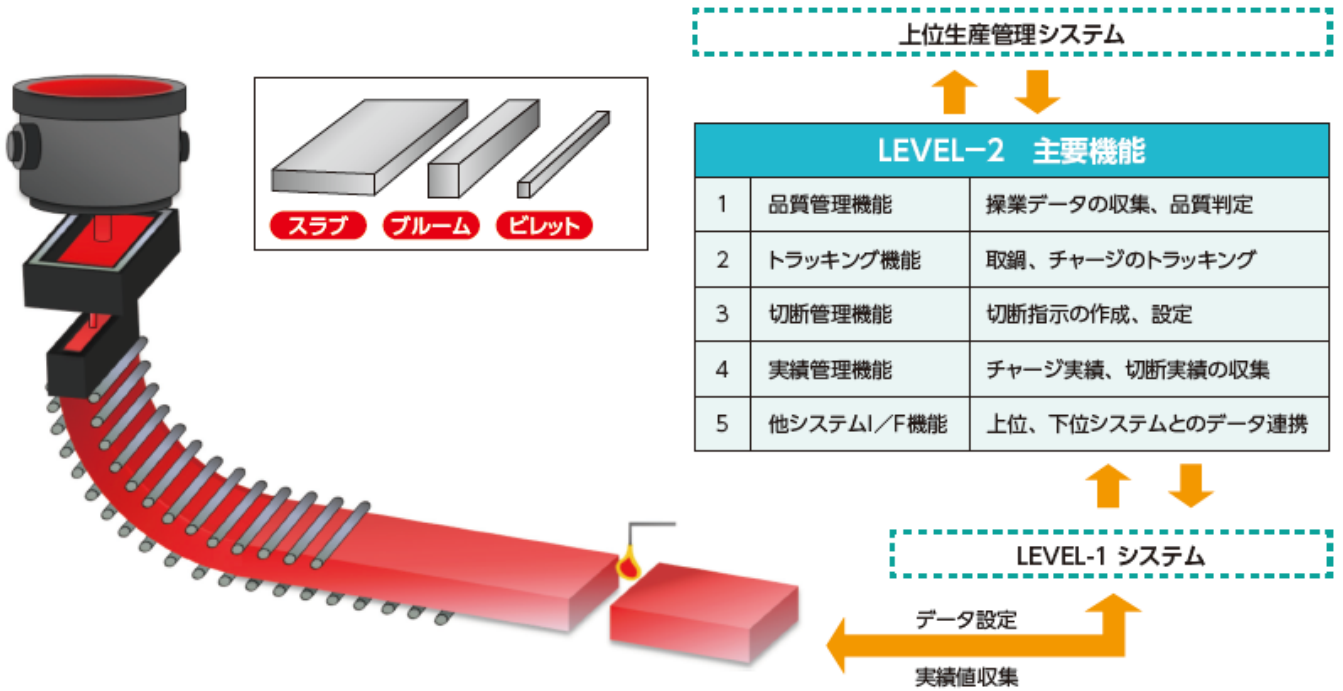 上位生産管理システム
スラブ
ブルーム
ビレット
LEVEL−2 主要機能
1 品質管理機能 操業データの収集、品質判定
2 トラッキング機能 取鍋、チャージのトラッキング
3 切断管理機能 切断指示の作成、設定
4 実績管理機能 チャージ実績、切断実績の収集
5 他システムI／F機能 上位、下位システムとのデータ連携
LEVEL-1 システム
データ設定
実績値収集